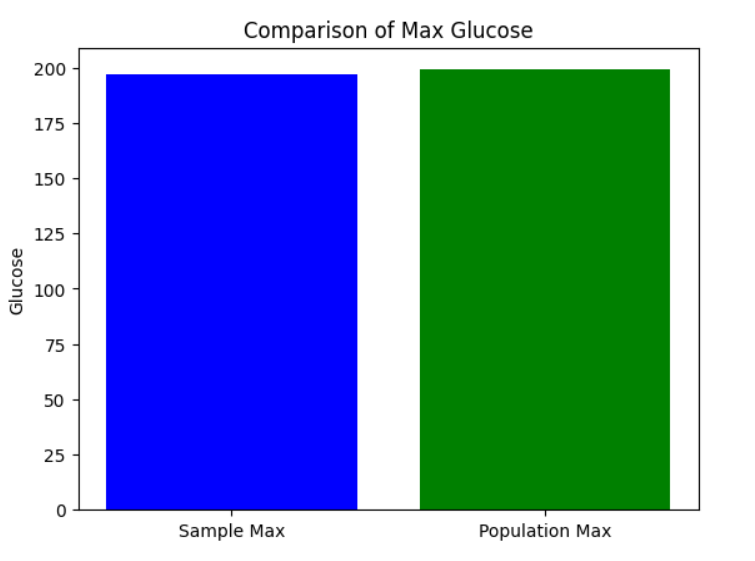 Comparison of Max Glucose
Glucose
200
175
150
125
100
75
50
25
0
Sample Max
Population Max